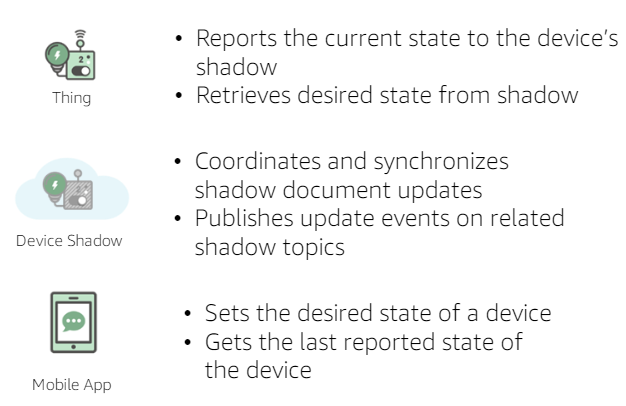 • Reports the current state to the device's
shadow
• Retrieves desired state from shadow
2
Thing
• Coordinates and synchronizes
shadow document updates
• Publishes update events on related
shadow topics
Device Shadow
• Sets the desired state of a device
• Gets the last reported state of
the device
Mobile App